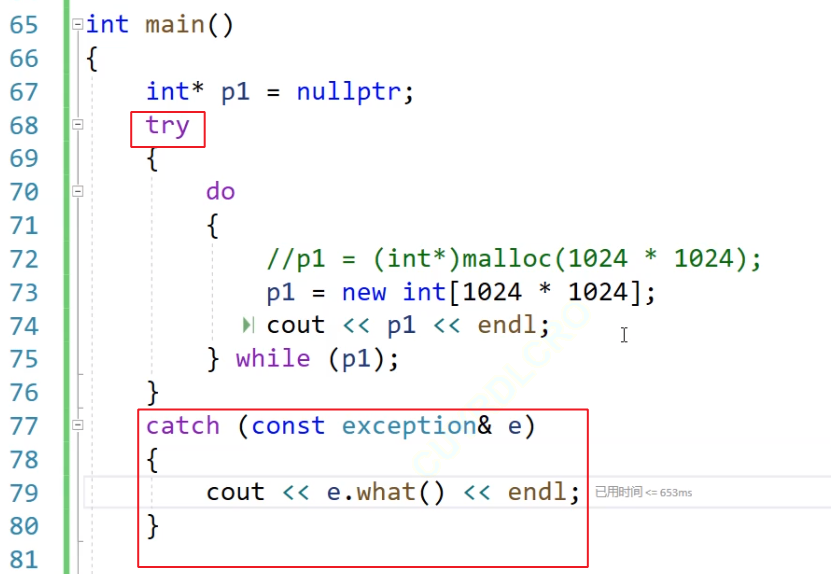 65 int main()
66 {
67     int* p1 = nullptr;
68     try
69     {
70         do
71         {
72             //p1 = (int*)malloc(1024 * 1024);
73             p1 = new int[1024 * 1024];
74             cout << p1 << endl;
75         } while (p1);
76     }
77     catch (const exception& e)
78     {
79         cout << e.what() << endl; 已用时间 <= 653ms
80     }
81